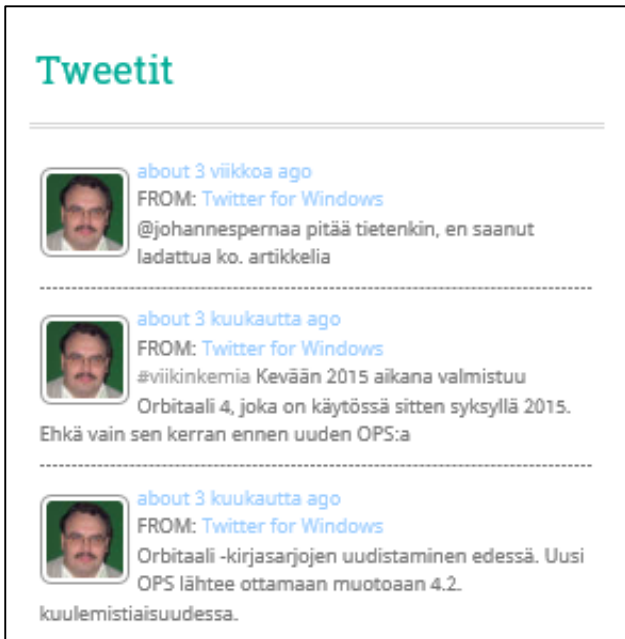 Tweetit
about 3 viikkoa ago
FROM: Twitter for Windows
@johannespernaa pitää tietenkin, en saanut
ladattua ko. artikkelia
about 3 kuukautta ago
FROM: Twitter for Windows
#viikinkemia Kevään 2015 aikana valmistuu
Orbitaali 4, joka on käytössä sitten syksyllä 2015.
Ehkä vain sen kerran ennen uuden OPS:a
about 3 kuukautta ago
FROM: Twitter for Windows
Orbitaali -kirjasarjojen uudistaminen edessä. Uusi
OPS lähtee ottamaan muotoaan 4.2.
kuulemistiaisuudessa.